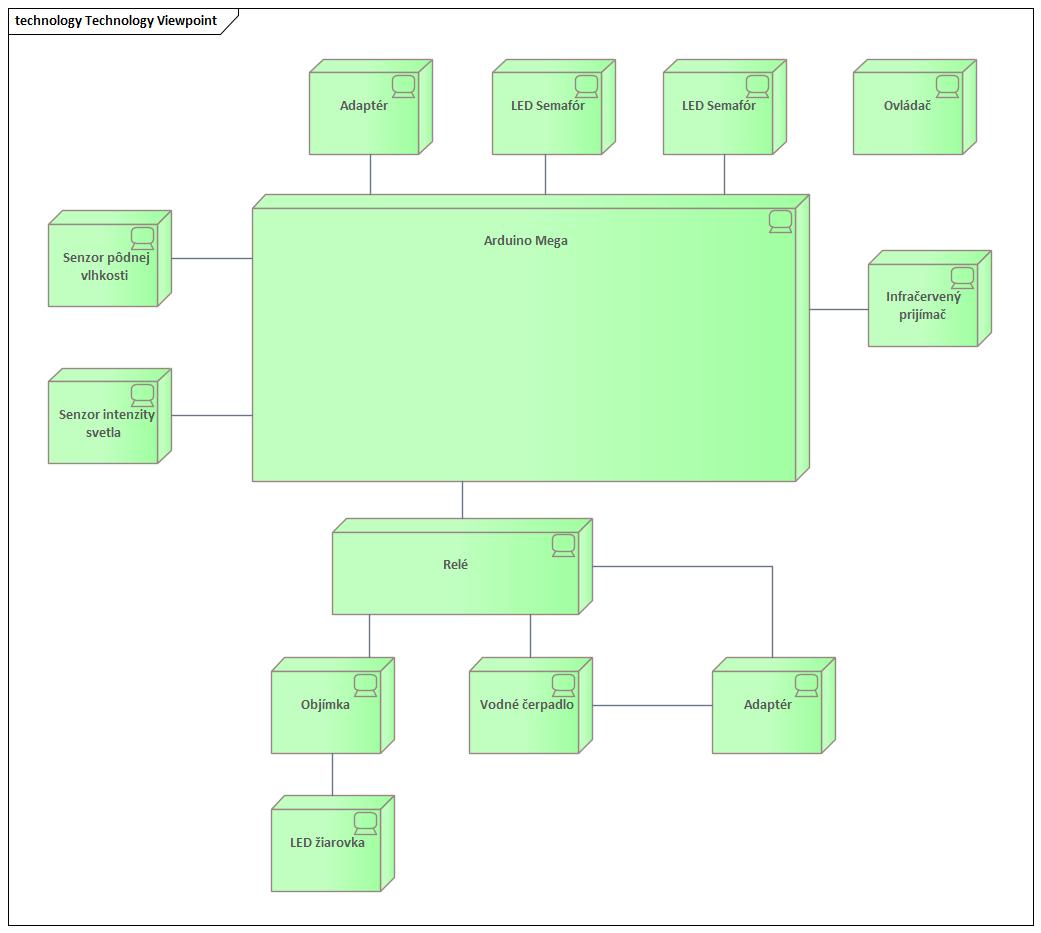 technology Technology Viewpoint
Adaptér
LED Semafór
LED Semafór
Ovládač
Arduino Mega
Senzor pôdnej
vlhkosti
Infračervený
prijímač
Senzor intenzity
svetla
Relé
Objímka
Vodné čerpadlo
Adaptér
LED žiarovka